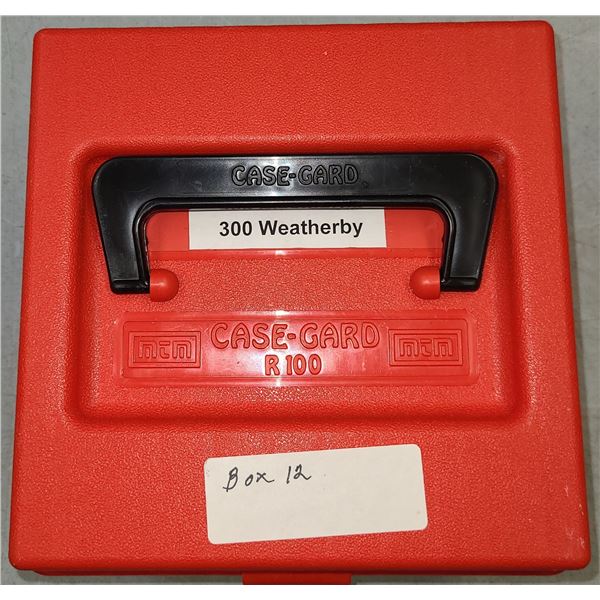 CASE-GARD
300 Weatherby
MTM CASE-GARD MTM
R 100
Box 12